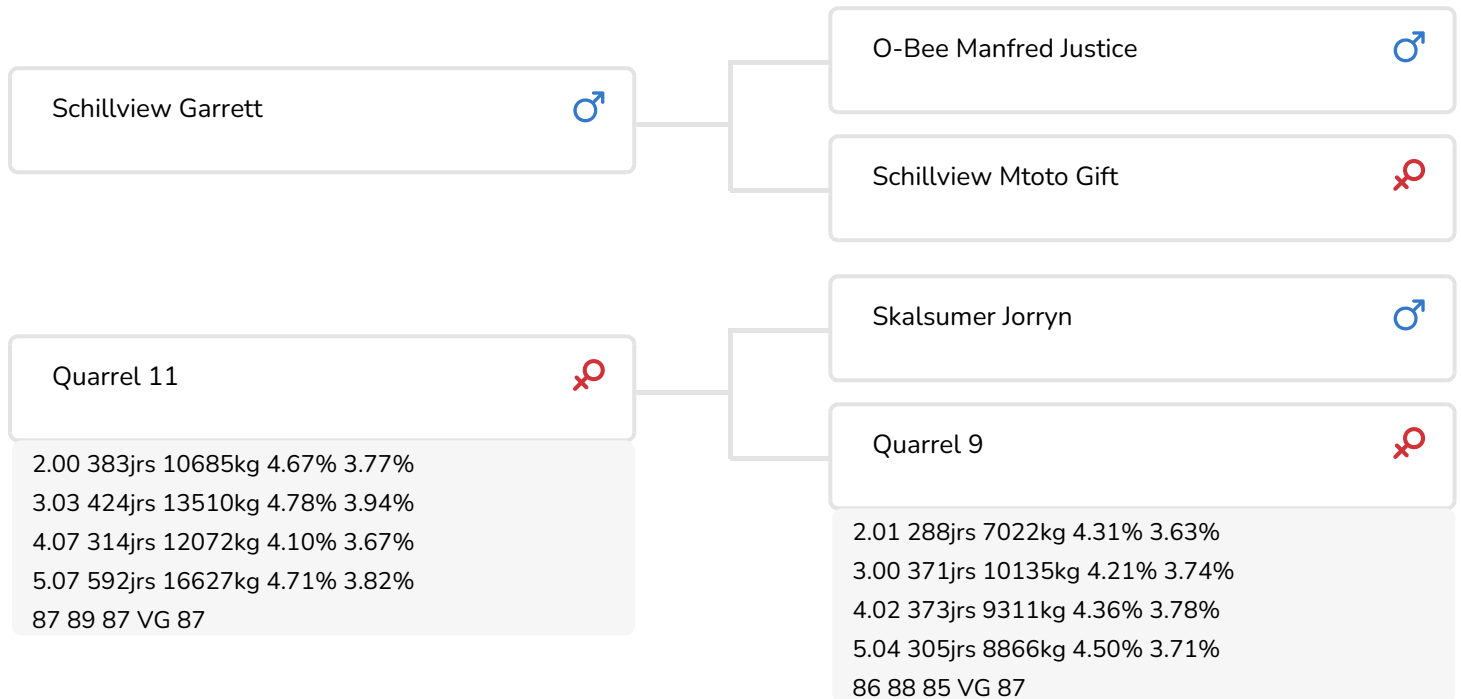 O-Bee Manfred Justice
Schillview Garrett
Schillview Mtoto Gift
Skalsumer Jorryn
Quarrel 11
2.00 383jrs 10685kg 4.67% 3.77%
3.03 424jrs 13510kg 4.78% 3.94%
4.07 314jrs 12072kg 4.10% 3.67%
5.07 592jrs 16627kg 4.71% 3.82%
87 89 87 VG 87
Quarrel 9
2.01 288jrs 7022kg 4.31% 3.63%
3.00 371jrs 10135kg 4.21% 3.74%
4.02 373jrs 9311kg 4.36% 3.78%
5.04 305jrs 8866kg 4.50% 3.71%
86 88 85 VG 87